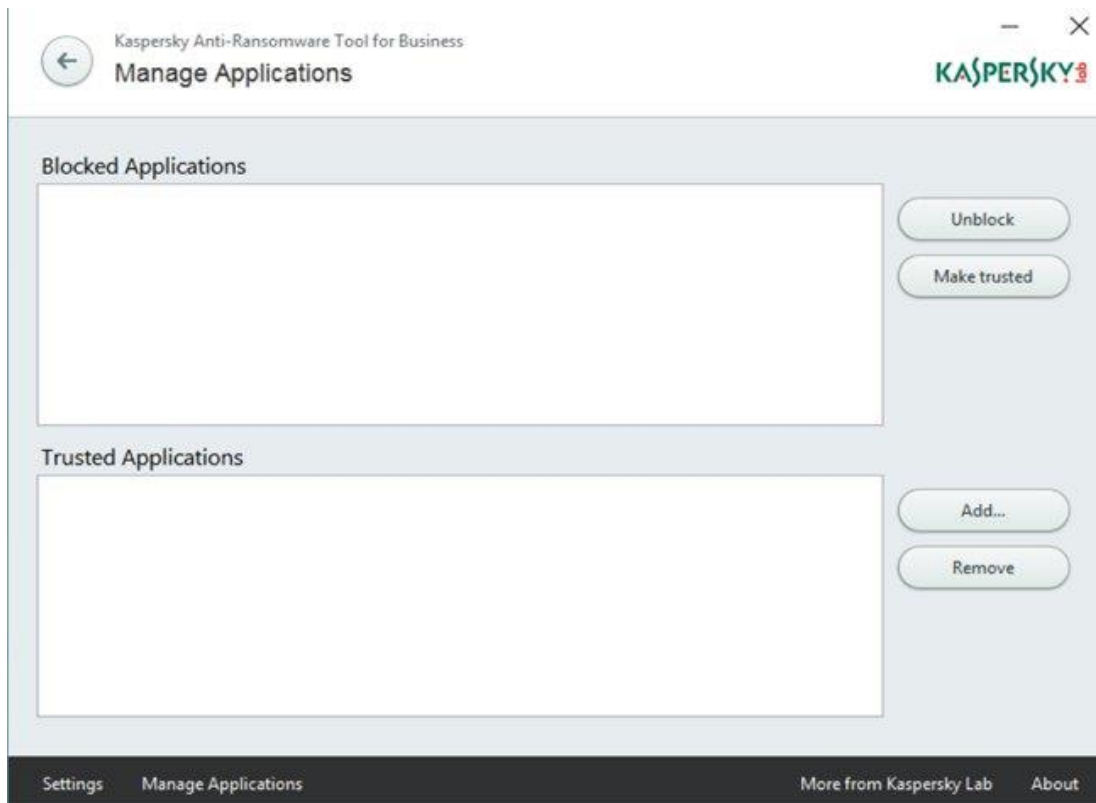 Kaspersky Anti-Ransomware Tool for Business
Manage Applications
KASPERSKY lab
Blocked Applications
Unblock
Make trusted
Trusted Applications
Add...
Remove
Settings Manage Applications More from Kaspersky Lab About